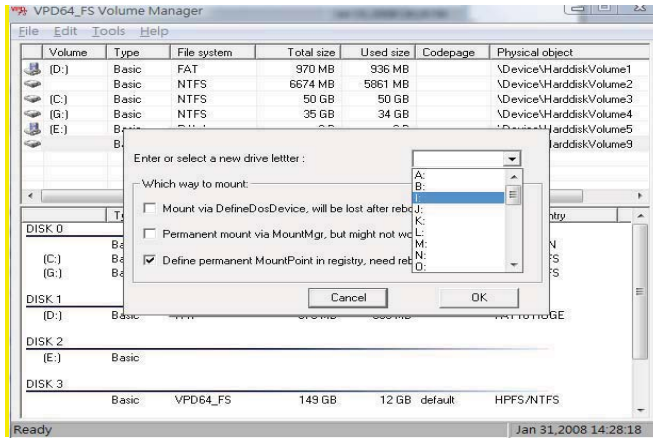 VPD64_FS Volume Manager
File Edit Tools Help
Volume Type File system Total size Used size Codepage Physical object
(D:) Basic FAT 970 MB 936 MB \Device\HarddiskVolume1
Basic NTFS 6674 MB 5861 MB \Device\HarddiskVolume2
(C:) Basic NTFS 50 GB 50 GB \Device\HarddiskVolume3
(G:) Basic NTFS 35 GB 34 GB \Device\HarddiskVolume4
(E:)
Enter or select a new drive lettter :
A:
B:
I:
J:
K:
L:
M:
N:
O:
Which way to mount:
Mount via DefineDosDevice, will be lost after
Permanent mount via MountMgr, but might not
Define permanent MountPoint in registry, need
Cancel OK
DISK 0
(C:)
(G:)
DISK 1
(D:)
DISK 2
(E:) Basic
DISK 3
Basic VPD64_FS 149 GB 12 GB default HPFS/NTFS
Ready Jan 31,2008 14:28:18